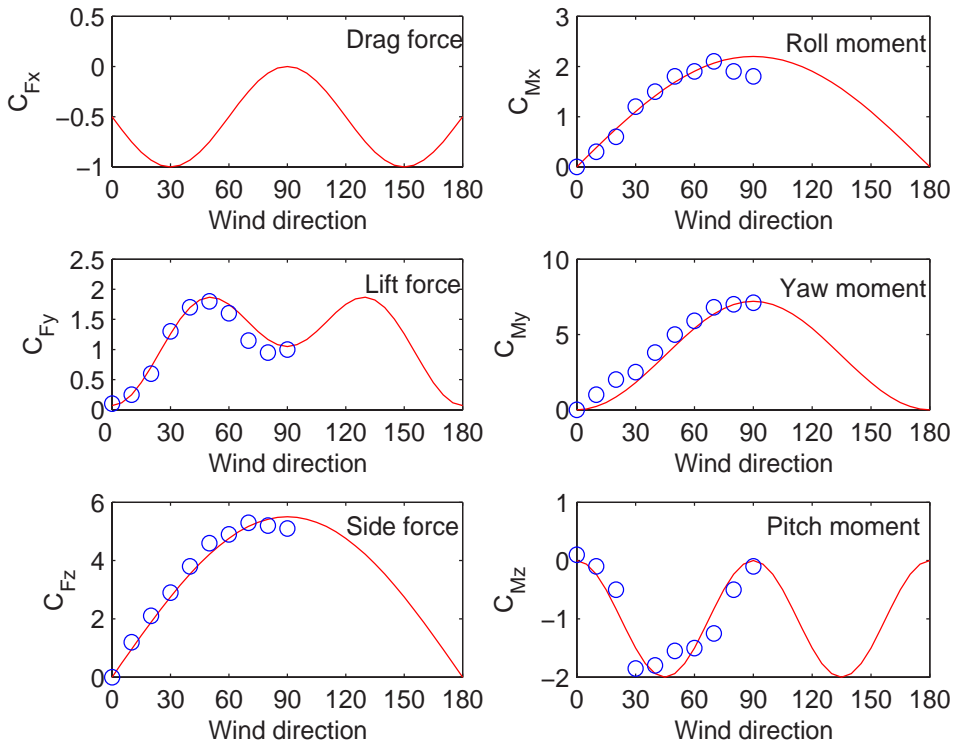 0.5
0
−0.5
−1
C_Fx
Drag force
0 30 60 90 120 150 180
Wind direction
3
2
1
0
C_Mx
Roll moment
0 30 60 90 120 150 180
Wind direction
2.5
2
1.5
1
0.5
0
C_Fy
Lift force
0 30 60 90 120 150 180
Wind direction
10
5
0
C_My
Yaw moment
0 30 60 90 120 150 180
Wind direction
6
4
2
0
C_Fz
Side force
0 30 60 90 120 150 180
Wind direction
1
0
−1
−2
C_Mz
Pitch moment
0 30 60 90 120 150 180
Wind direction